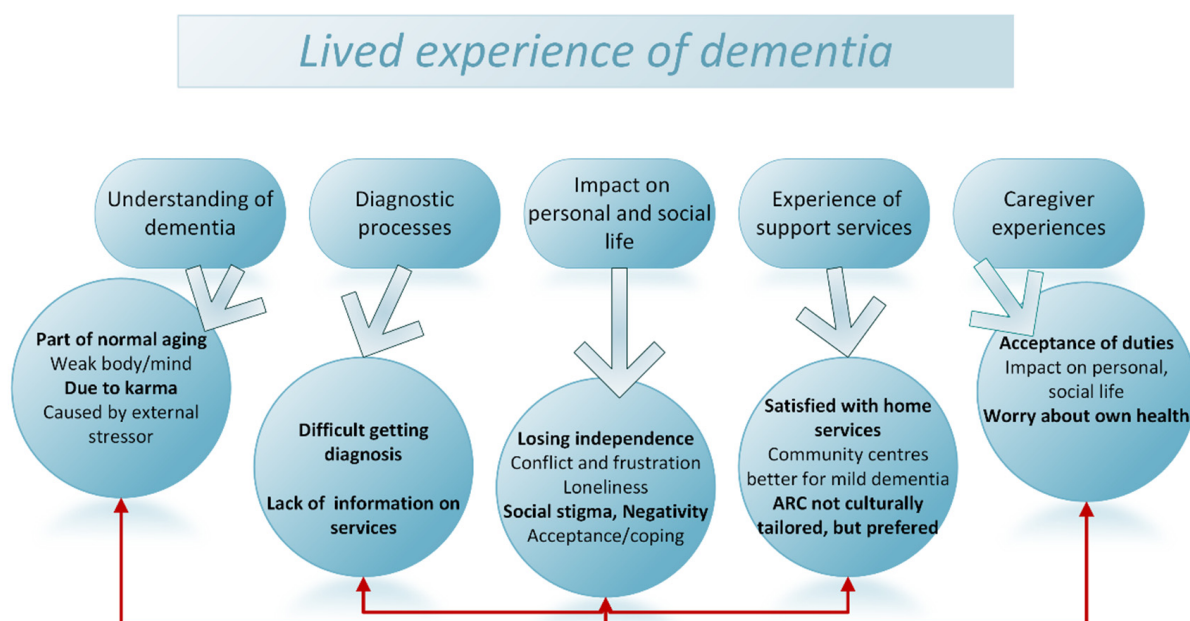 Lived experience of dementia
Understanding of
dementia
Diagnostic
processes
Impact on
personal and social
life
Experience of
support services
Caregiver
experiences
Part of normal aging
Weak body/mind
Due to karma
Caused by external
stressor
Difficult getting
diagnosis
Lack of information on
services
Losing independence
Conflict and frustration
Loneliness
Social stigma, Negativity
Acceptance/coping
Satisfied with home
services
Community centres
better for mild dementia
ARC not culturally
tailored, but prefered
Acceptance of duties
Impact on personal,
social life
Worry about own health